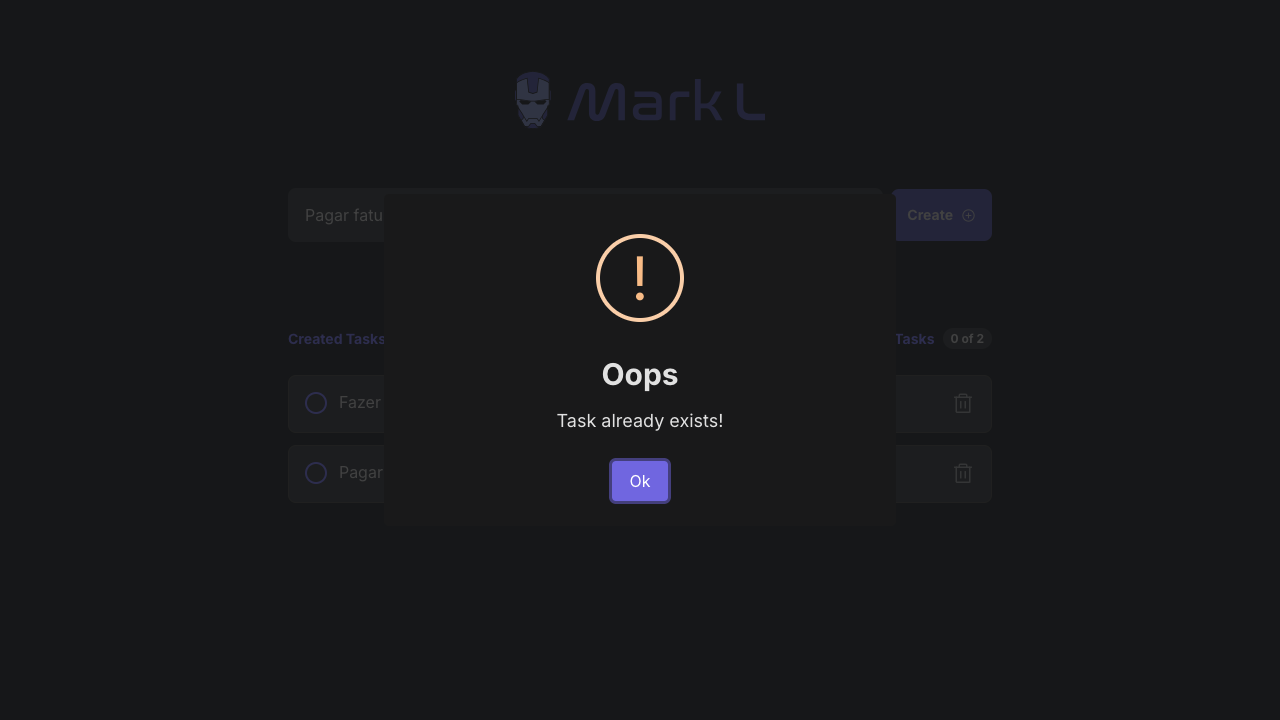 Mark L
Pagar fatu
Create
Created Tasks
Tasks 0 of 2
Fazer
Pagar
Oops
Task already exists!
Ok